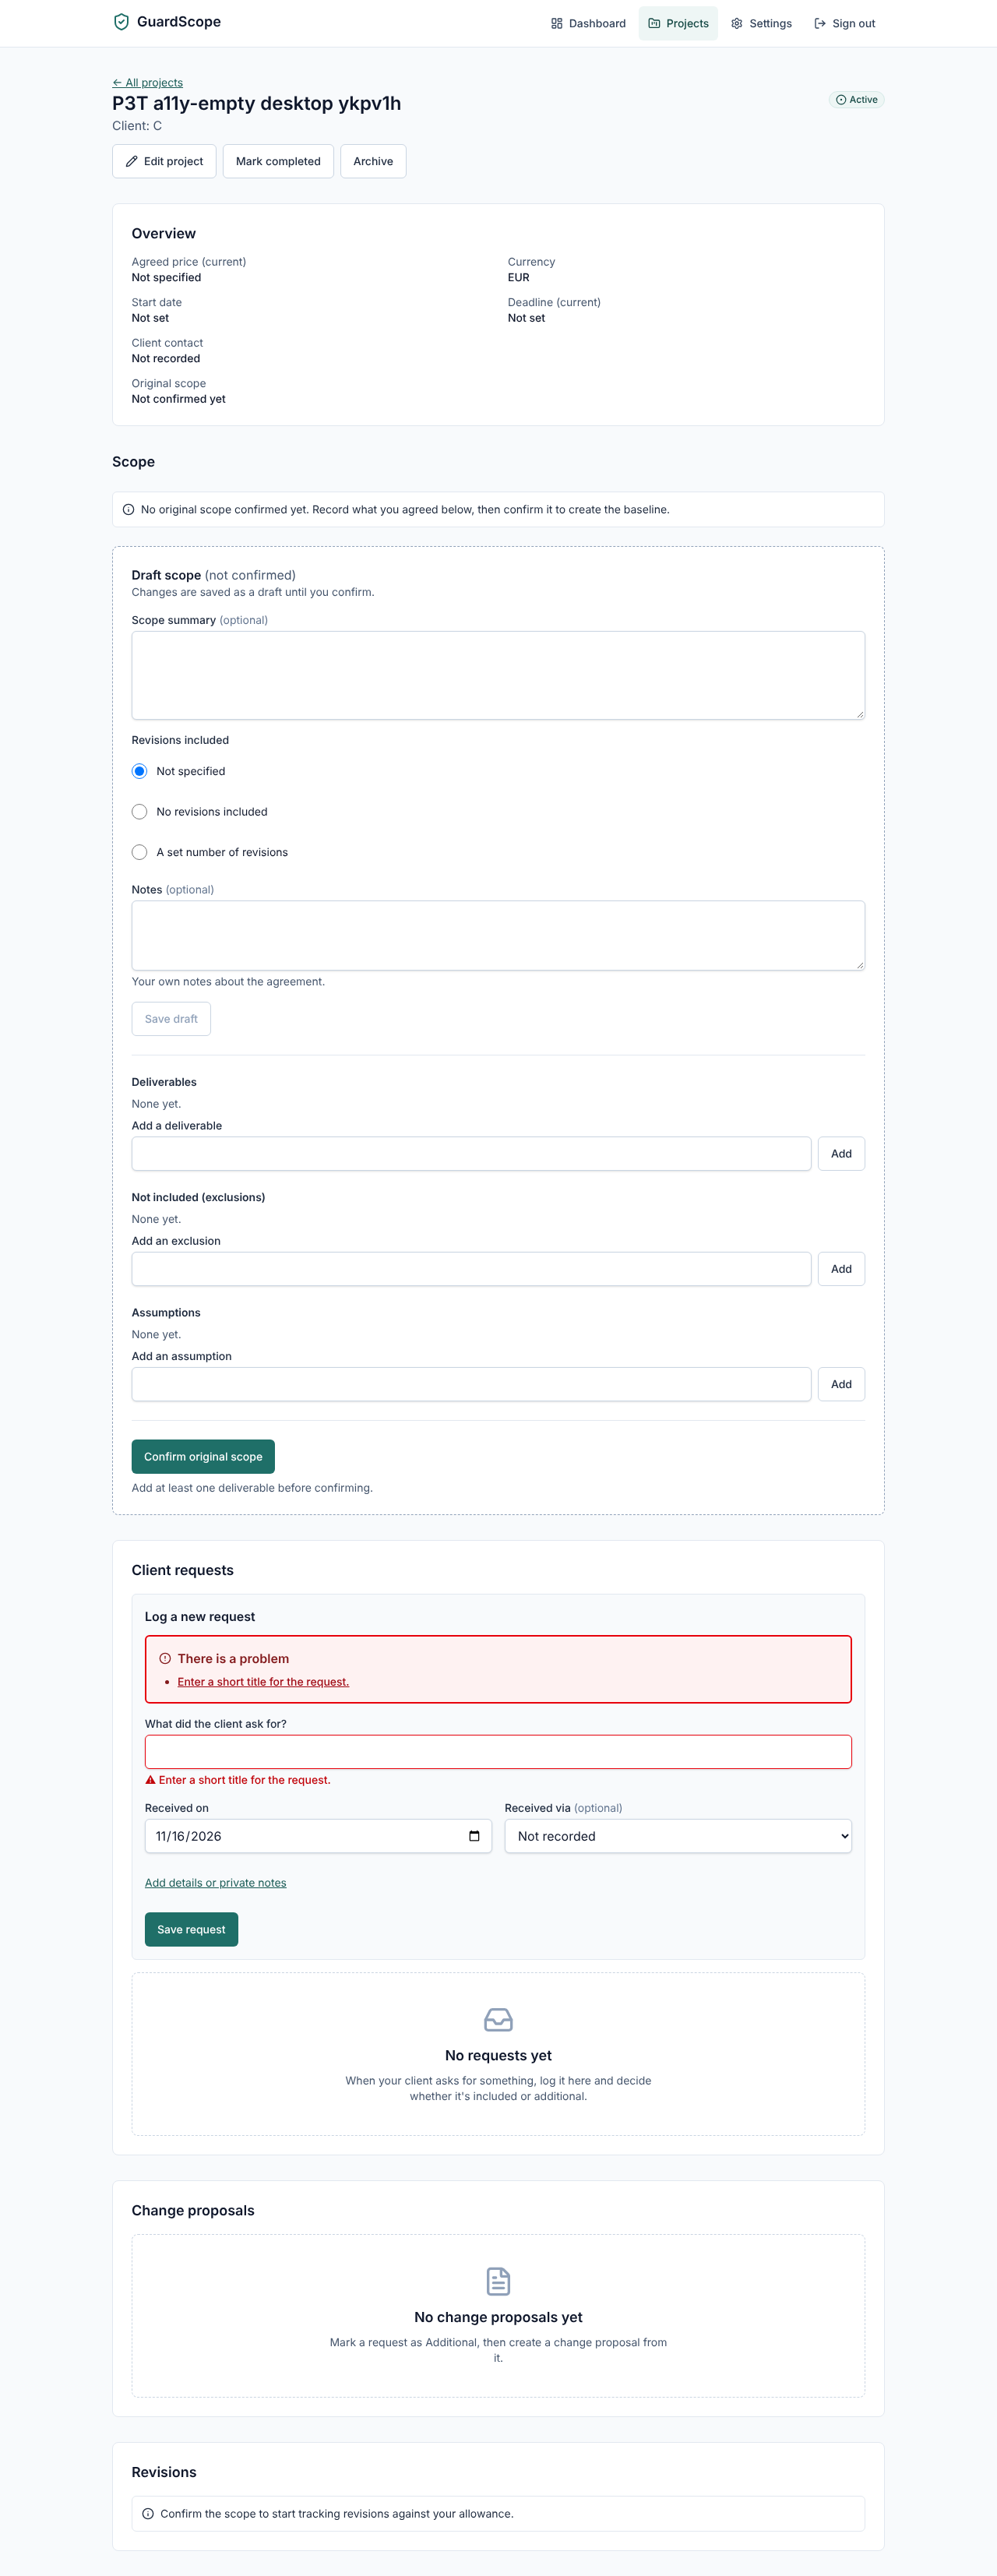 GuardScope
Dashboard
Projects
Settings
Sign out
← All projects
P3T a11y-empty desktop ykpv1h
Active
Client: C
Edit project
Mark completed
Archive
Overview
Agreed price (current)
Not specified
Currency
EUR
Start date
Not set
Deadline (current)
Not set
Client contact
Not recorded
Original scope
Not confirmed yet
Scope
No original scope confirmed yet. Record what you agreed below, then confirm it to create the baseline.
Draft scope (not confirmed)
Changes are saved as a draft until you confirm.
Scope summary (optional)
Revisions included
Not specified
No revisions included
A set number of revisions
Notes (optional)
Your own notes about the agreement.
Save draft
Deliverables
None yet.
Add a deliverable
Add
Not included (exclusions)
None yet.
Add an exclusion
Add
Assumptions
None yet.
Add an assumption
Add
Confirm original scope
Add at least one deliverable before confirming.
Client requests
Log a new request
There is a problem
• Enter a short title for the request.
What did the client ask for?
Enter a short title for the request.
Received on
11/16/2026
Received via (optional)
Not recorded
Add details or private notes
Save request
No requests yet
When your client asks for something, log it here and decide
whether it's included or additional.
Change proposals
No change proposals yet
Mark a request as Additional, then create a change proposal from
it.
Revisions
Confirm the scope to start tracking revisions against your allowance.